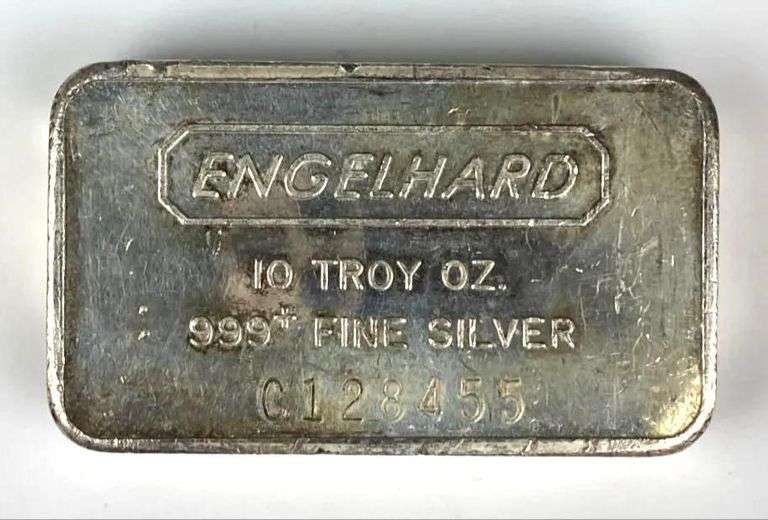 ENGELHARD
10 TROY OZ.
999+ FINE SILVER
C128455